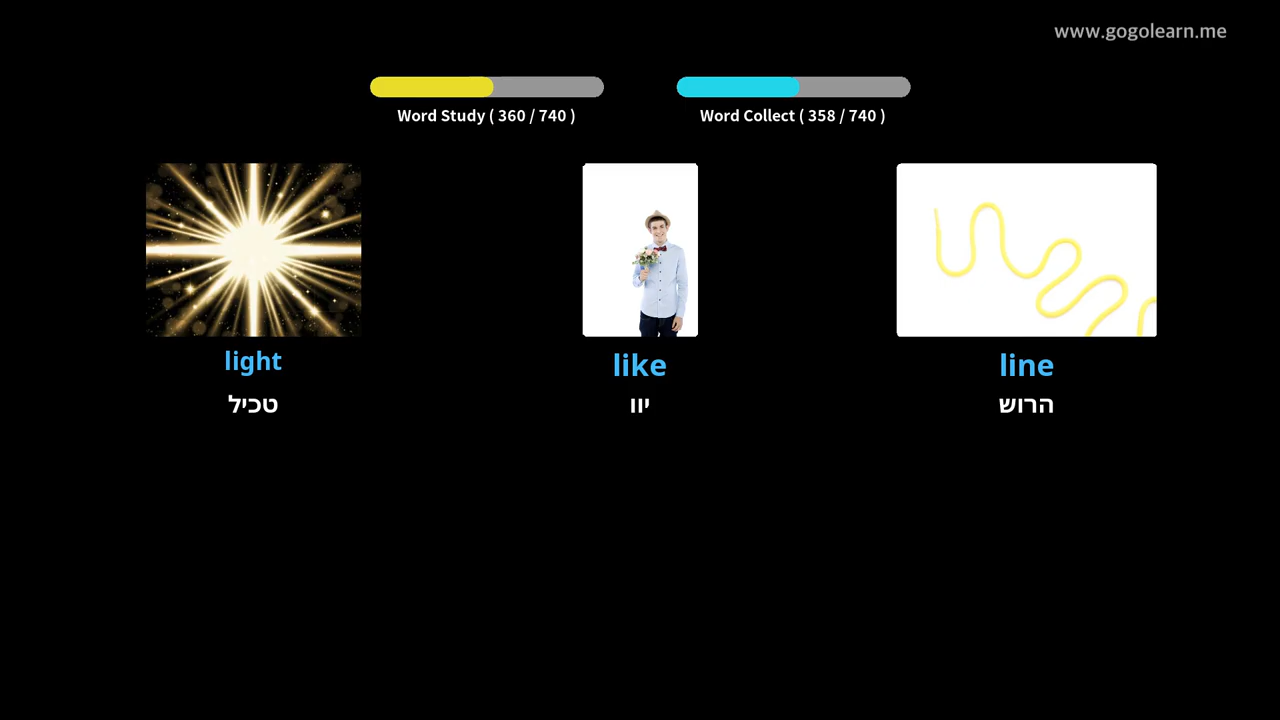 www.gogolearn.me
Word Study ( 360 / 740 )
Word Collect ( 358 / 740 )
light
טכיל
like
יוו
line
הרוש